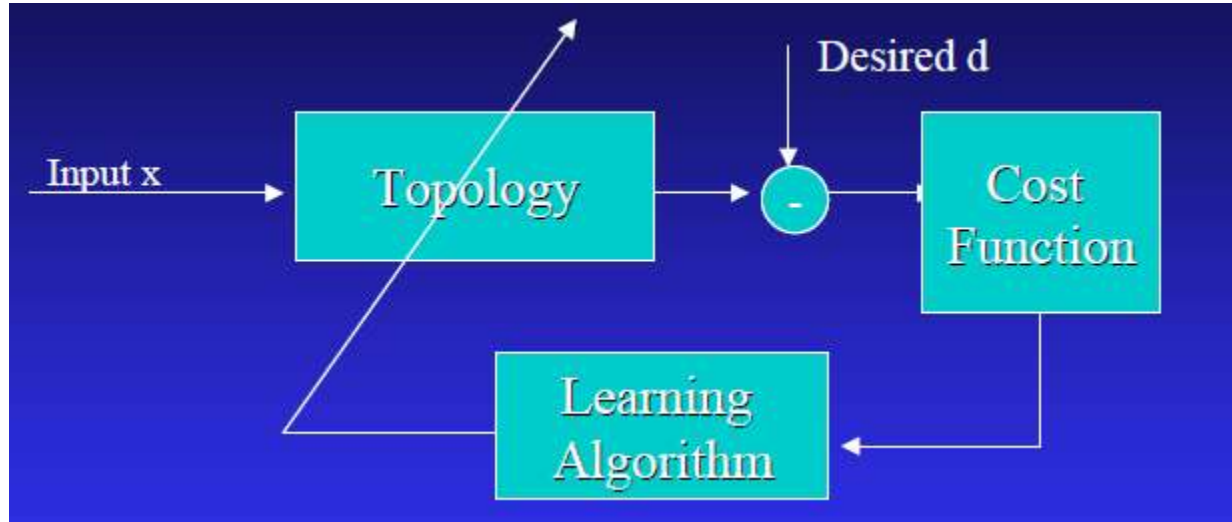 Desired d
Input x
Topology
-
Cost
Function
Learning
Algorithm